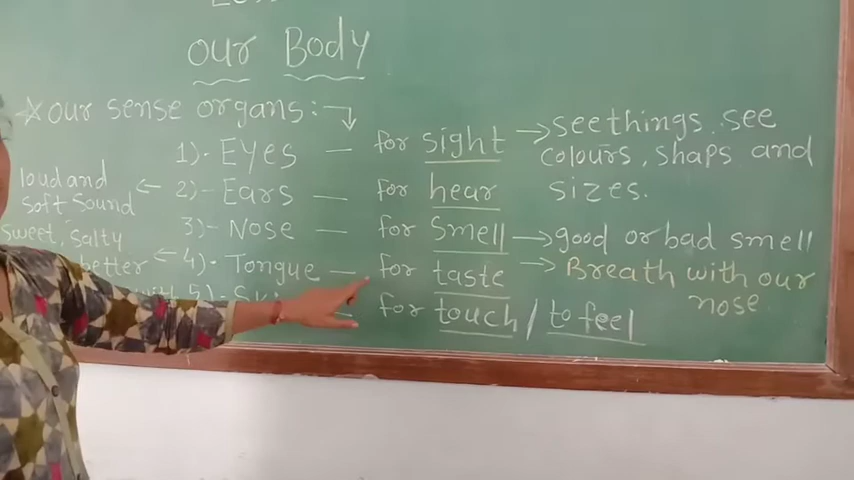 our Body
* our sense organs :-
1)- Eyes — for sight → see things, see
colours, shaps and
sizes.
loud and ← 2)- Ears — for hear
soft sound
3)- Nose — for smell → good or bad smell
sweet, salty ← 4)- Tongue — for taste → Breath with our
nose
better
with 5)- for touch / to feel